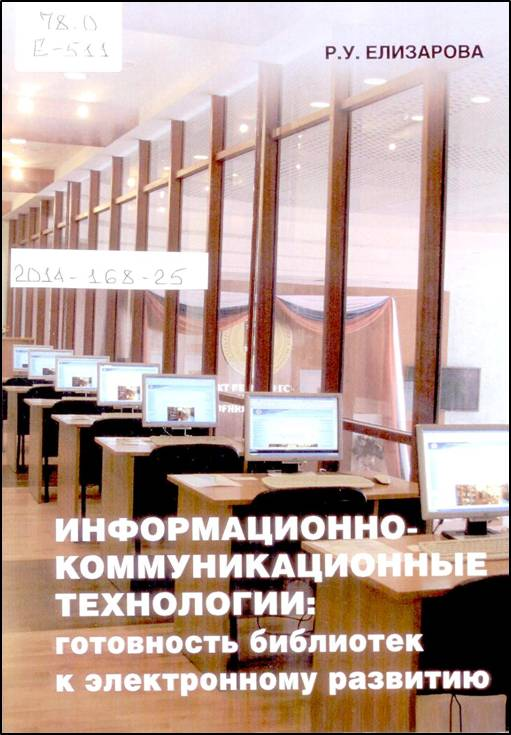 78.0
Е-511
Р.У. ЕЛИЗАРОВА
2014-168-25
ИНФОРМАЦИОННО-
КОММУНИКАЦИОННЫЕ
ТЕХНОЛОГИИ:
готовность библиотек
к электронному развитию